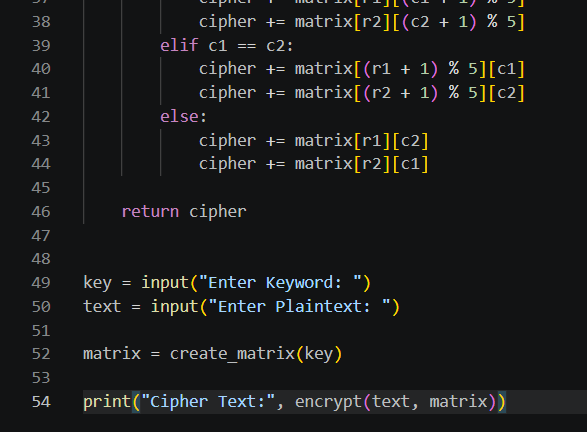 38 cipher += matrix[r2][(c2 + 1) % 5]
39 elif c1 == c2:
40 cipher += matrix[(r1 + 1) % 5][c1]
41 cipher += matrix[(r2 + 1) % 5][c2]
42 else:
43 cipher += matrix[r1][c2]
44 cipher += matrix[r2][c1]
45
46 return cipher
47
48
49 key = input("Enter Keyword: ")
50 text = input("Enter Plaintext: ")
51
52 matrix = create_matrix(key)
53
54 print("Cipher Text:", encrypt(text, matrix))